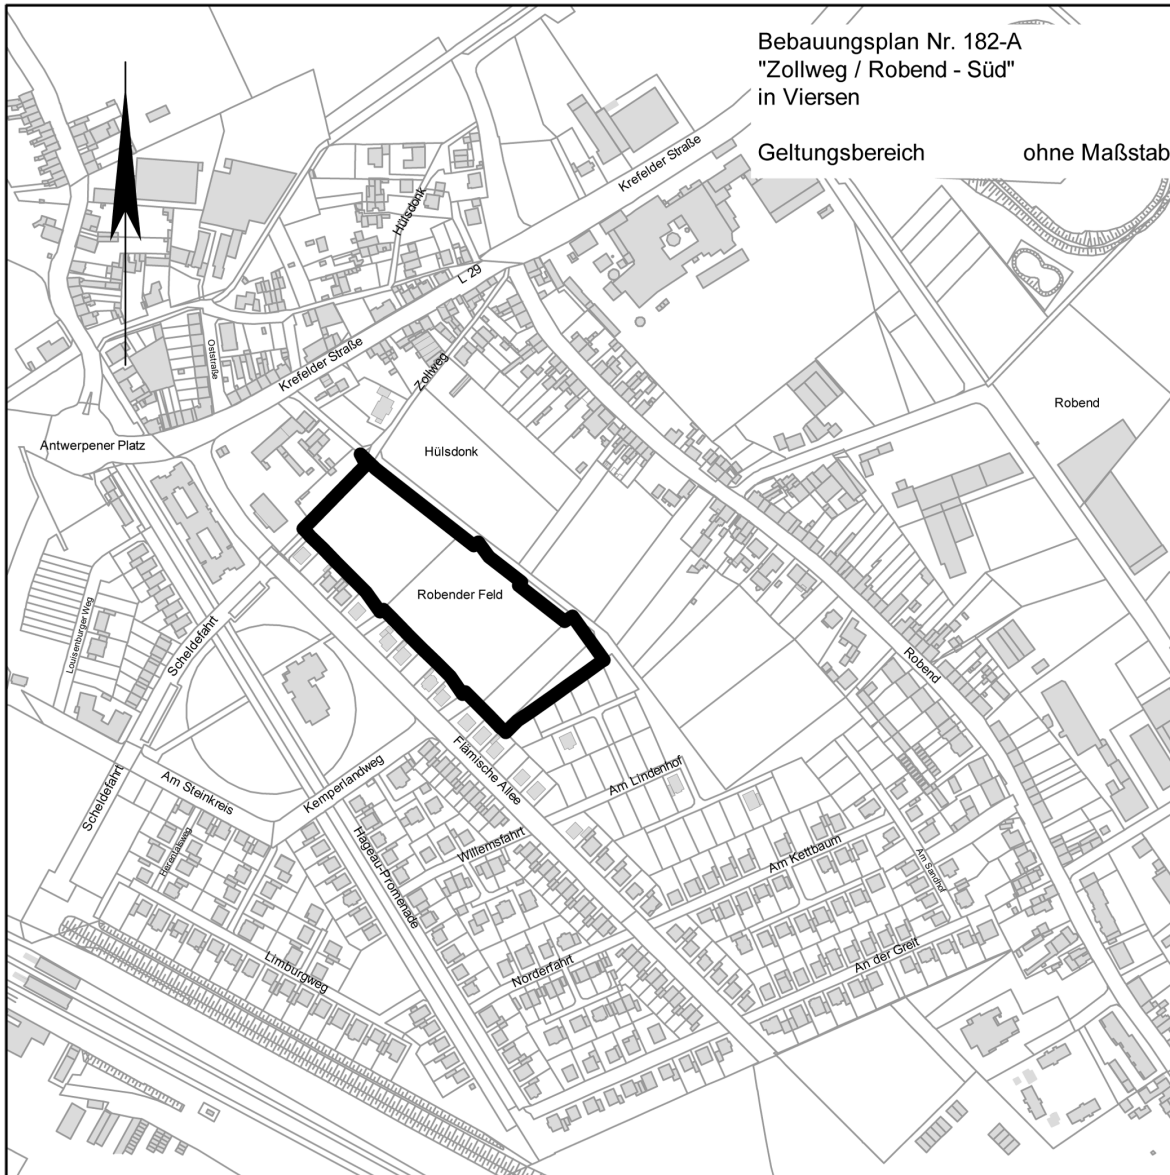 Bebauungsplan Nr. 182-A
"Zollweg / Robend - Süd"
in Viersen
Geltungsbereich ohne Maßstab
Krefelder Straße
Hülsdonk
L 29
Oststraße
Krefelder Straße
Zollweg
Robend
Antwerpener Platz
Hülsdonk
Robender Feld
Louisenburger Weg
Scheldefahrt
Robend
Flämische Allee
Am Lindenhof
Kemperlandweg
Am Steinkreis
Scheldefahrt
Herentalsweg
Hageau-Promenade
Willemsfahrt
Am Kettbaum
Am Sandhof
An der Greit
Limburgweg
Norderfahrt